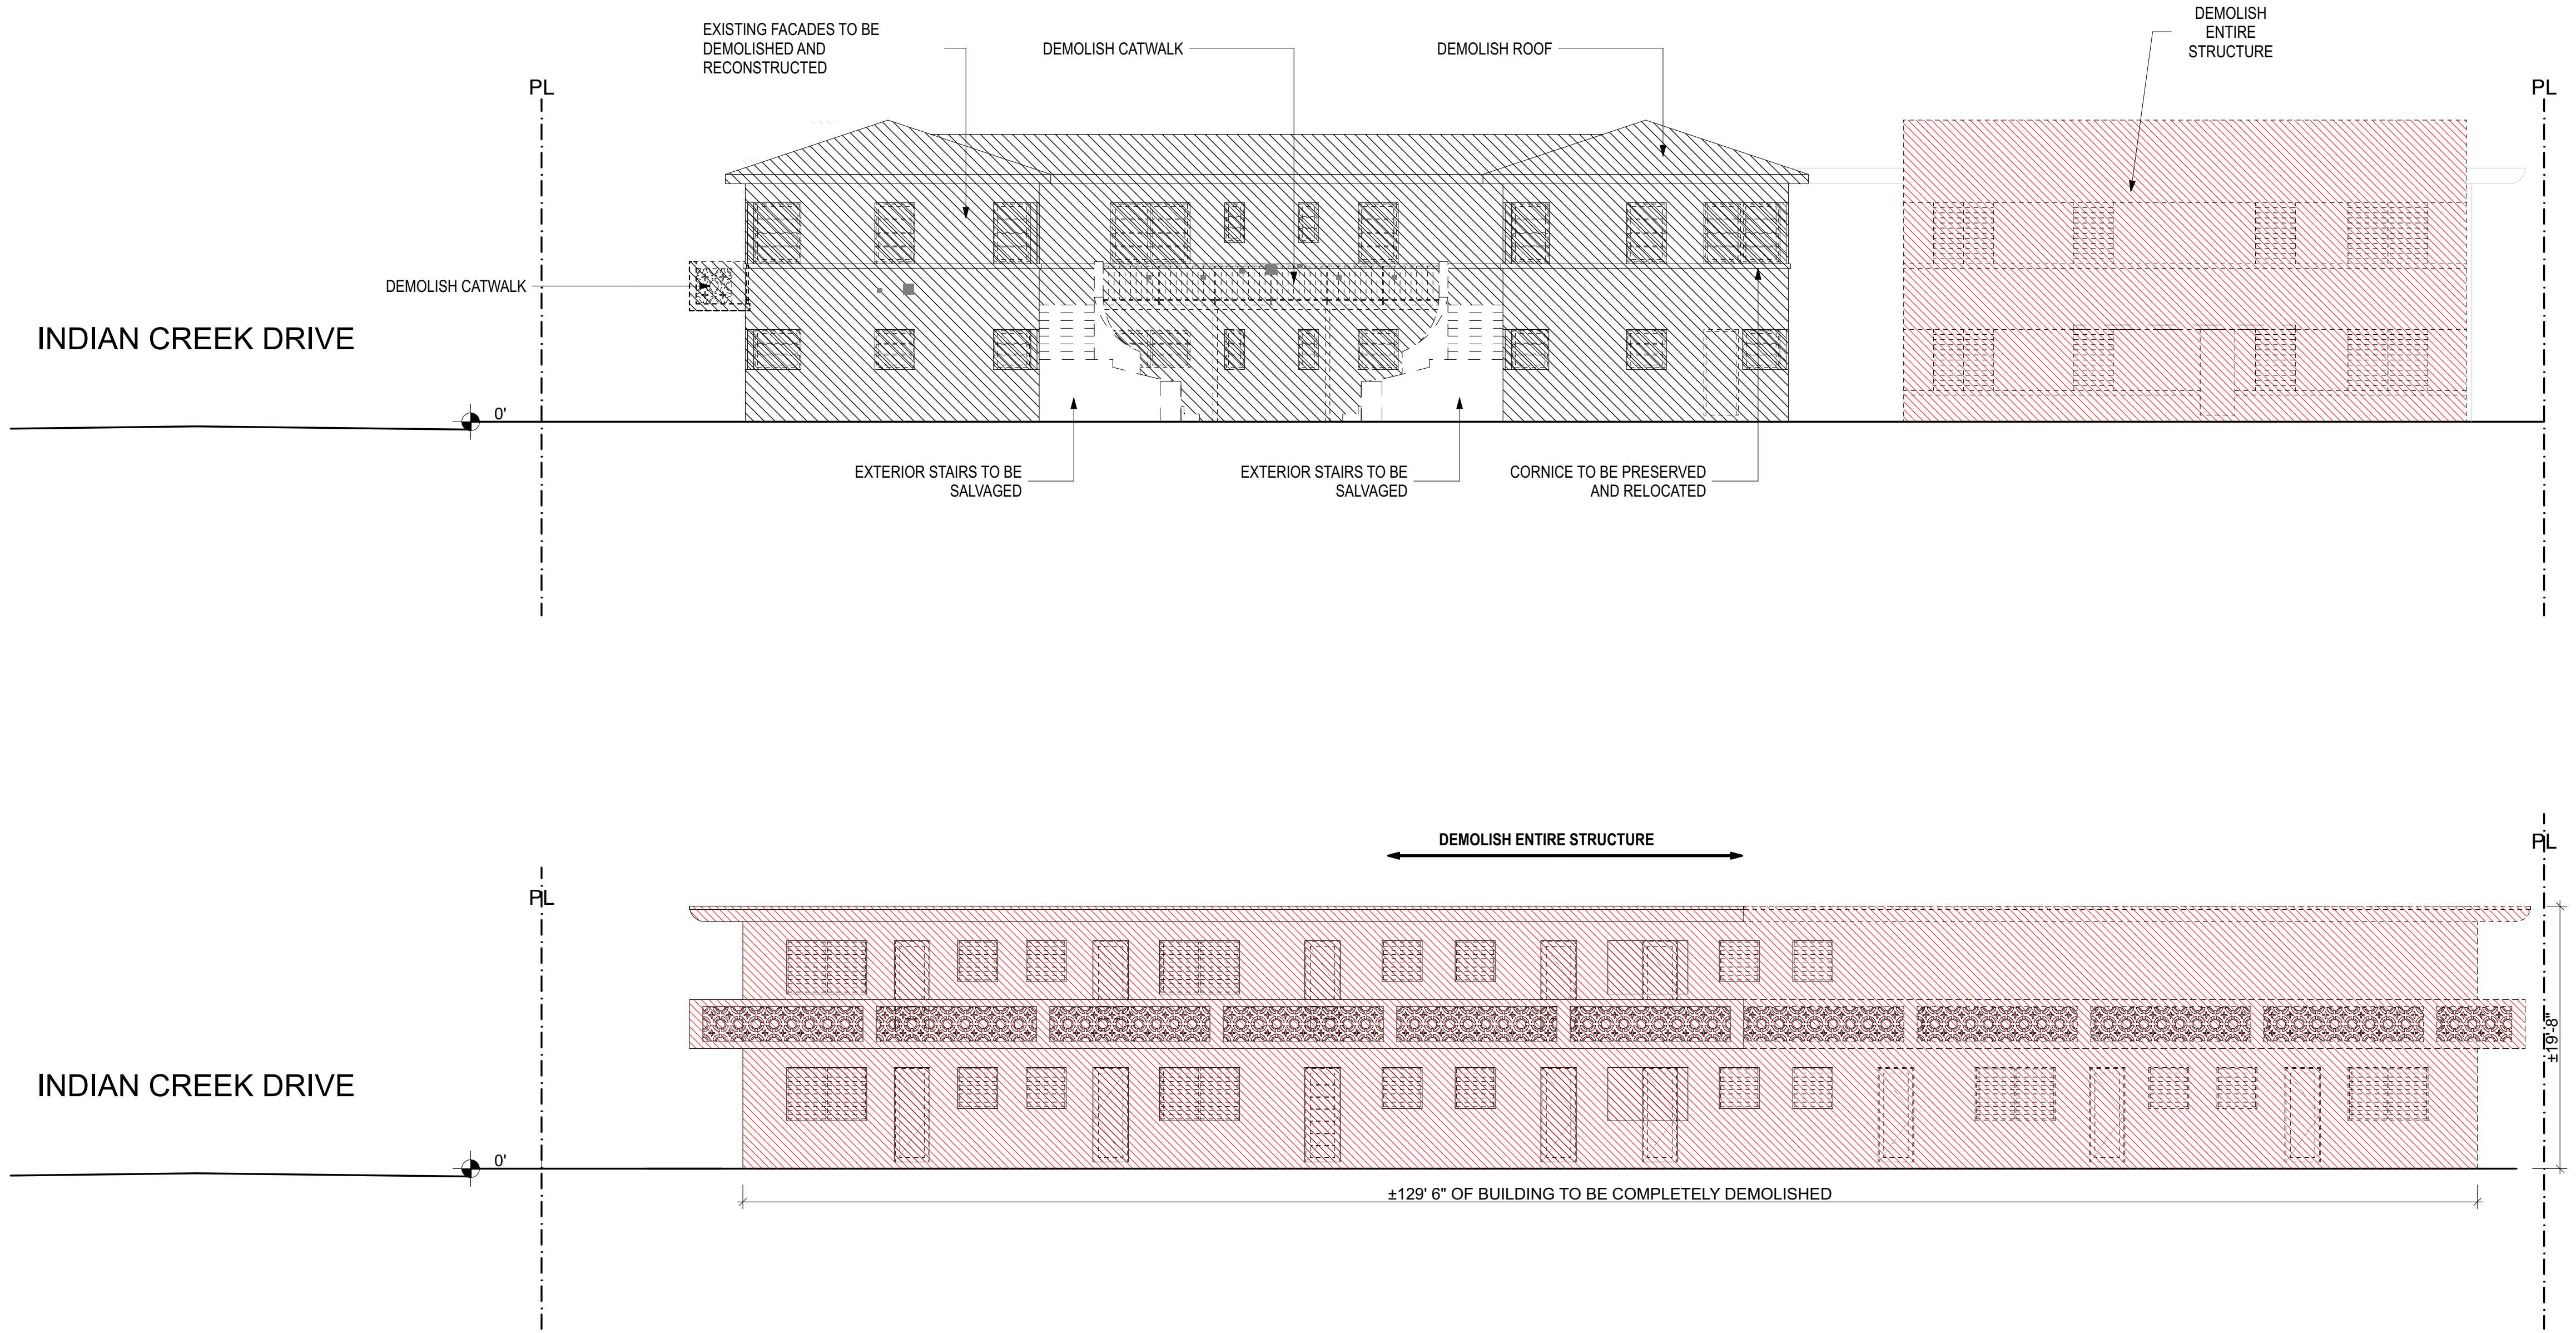 EXISTING FACADES TO BE
DEMOLISHED AND
RECONSTRUCTED
DEMOLISH CATWALK
DEMOLISH ROOF
DEMOLISH
ENTIRE
STRUCTURE
PL
PL
DEMOLISH CATWALK
INDIAN CREEK DRIVE
0'
EXTERIOR STAIRS TO BE
SALVAGED
EXTERIOR STAIRS TO BE
SALVAGED
CORNICE TO BE PRESERVED
AND RELOCATED
DEMOLISH ENTIRE STRUCTURE
PL
PL
±19'-8"
INDIAN CREEK DRIVE
0'
±129' 6" OF BUILDING TO BE COMPLETELY DEMOLISHED